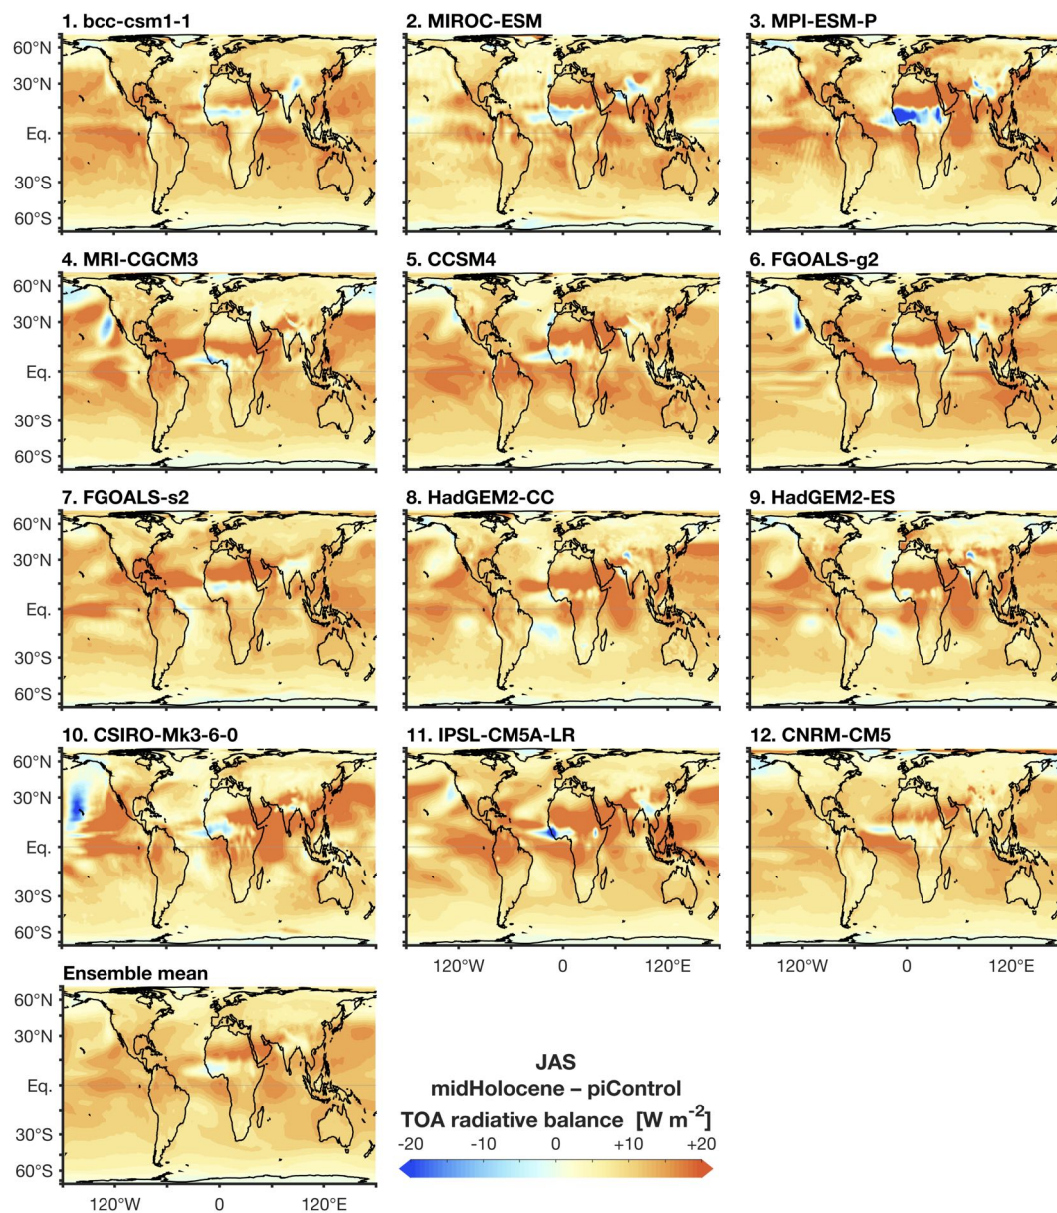 1. bcc-csm1-1
2. MIROC-ESM
3. MPI-ESM-P
60°N
30°N
Eq.
30°S
60°S
4. MRI-CGCM3
5. CCSM4
6. FGOALS-g2
60°N
30°N
Eq.
30°S
60°S
7. FGOALS-s2
8. HadGEM2-CC
9. HadGEM2-ES
60°N
30°N
Eq.
30°S
60°S
10. CSIRO-Mk3-6-0
11. IPSL-CM5A-LR
12. CNRM-CM5
60°N
30°N
Eq.
30°S
60°S
120°W 0 120°E
120°W 0 120°E
Ensemble mean
60°N
30°N
Eq.
30°S
60°S
120°W 0 120°E
JAS
midHolocene – piControl
TOA radiative balance [W m-2]
-20 -10 0 +10 +20